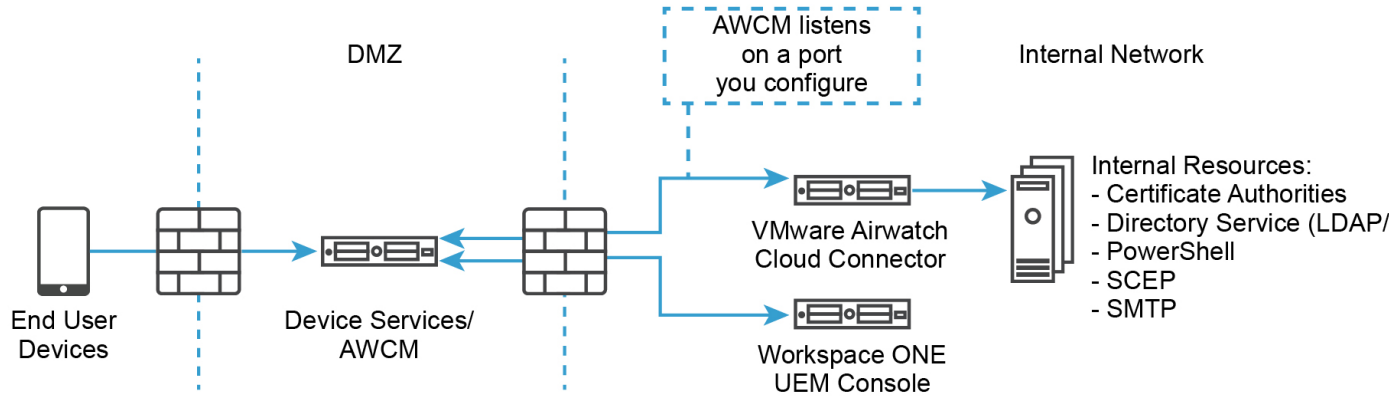 DMZ
AWCM listens
on a port
you configure
Internal Network
End User
Devices
Device Services/
AWCM
VMware Airwatch
Cloud Connector
Workspace ONE
UEM Console
Internal Resources:
- Certificate Authorities
- Directory Service (LDAP/
- PowerShell
- SCEP
- SMTP